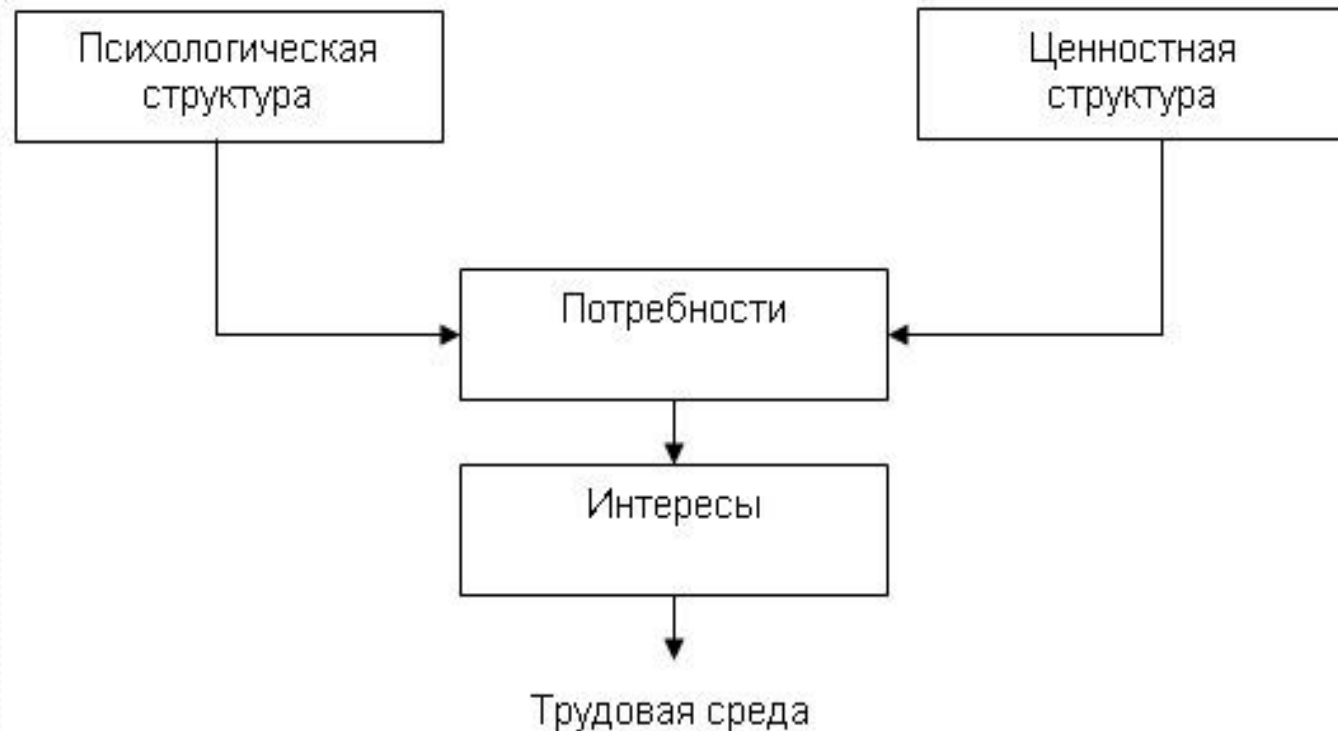 Психологическая
структура
Ценностная
структура
Потребности
Интересы
Трудовая среда